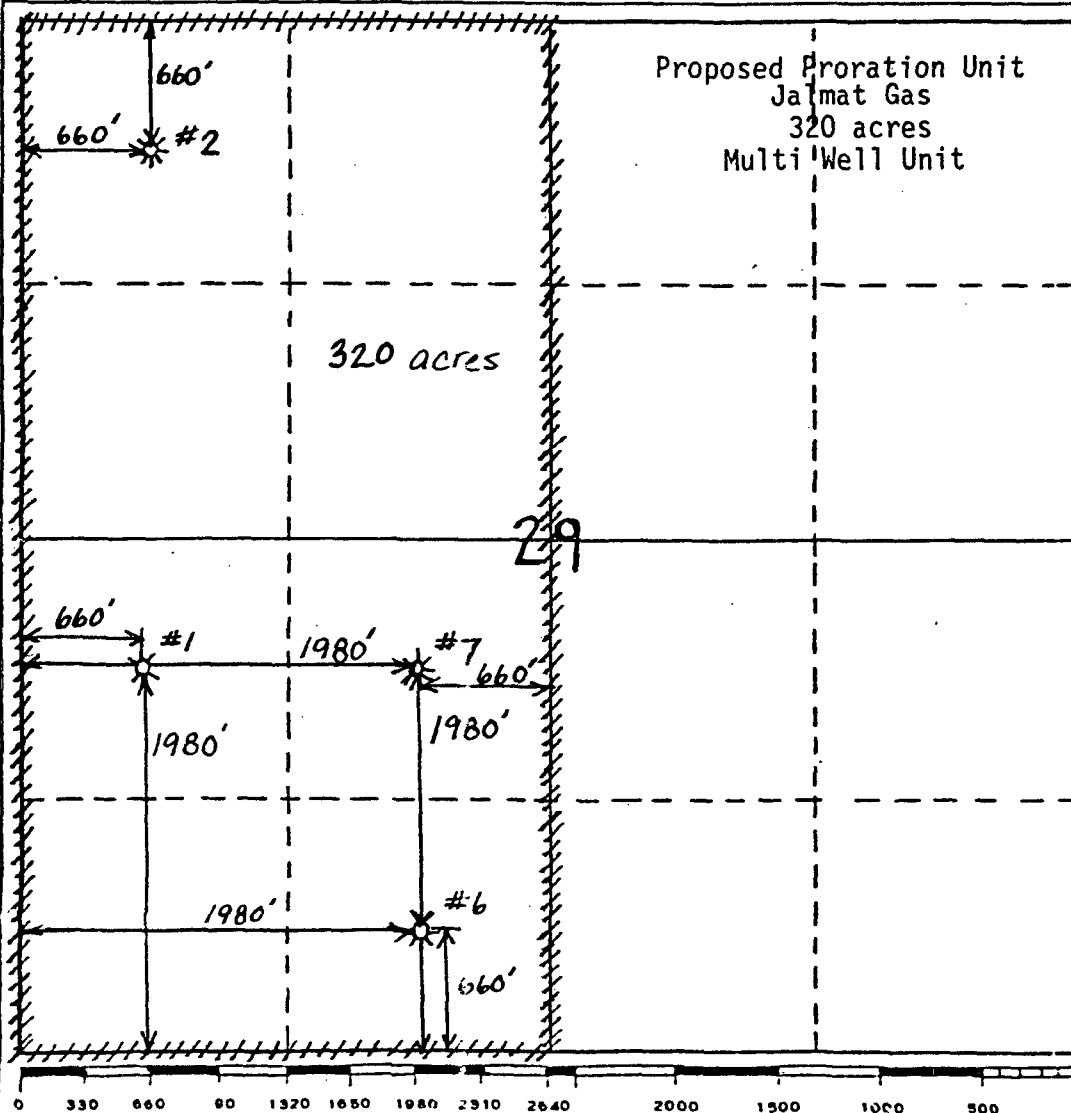 Proposed Proration Unit
Jalmat Gas
320 acres
Multi Well Unit
660'
660' #2
320 acres
29
660'
#1
1980'
#7
660'
1980'
1980'
1980'
#6
660'
0 330 660 90 1320 1650 1980 2310 2640 2000 1500 1000 500